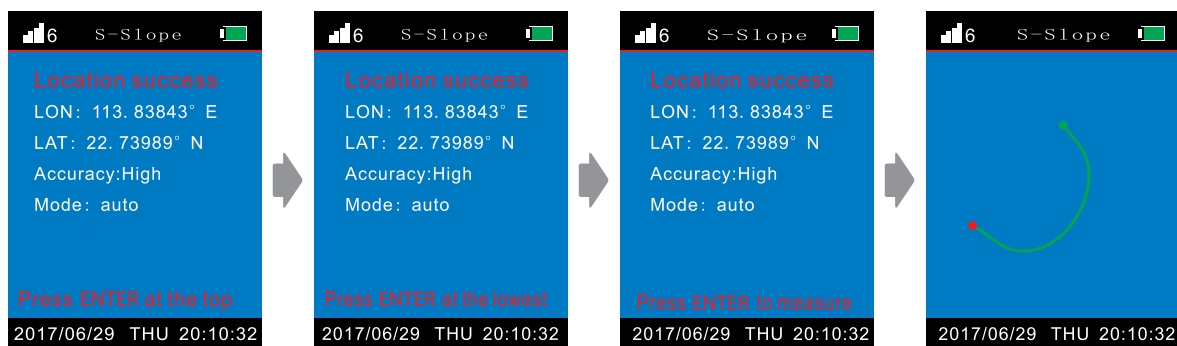 6 S-Slope
Location success
LON: 113. 83843° E
LAT: 22. 73989° N
Accuracy:High
Mode: auto
Press ENTER at the top
2017/06/29 THU 20:10:32
6 S-Slope
Location success
LON: 113. 83843° E
LAT: 22. 73989° N
Accuracy:High
Mode: auto
Press ENTER at the lowest
2017/06/29 THU 20:10:32
6 S-Slope
Location success
LON: 113. 83843° E
LAT: 22. 73989° N
Accuracy:High
Mode: auto
Press ENTER to measure
2017/06/29 THU 20:10:32
6 S-Slope
2017/06/29 THU 20:10:32